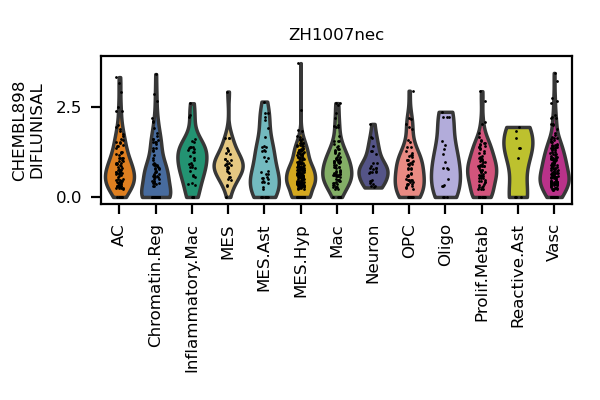 ZH1007nec
CHEMBL898
DIFLUNISAL
2.5
0.0
AC
Chromatin.Reg
Inflammatory.Mac
MES
MES.Ast
MES.Hyp
Mac
Neuron
OPC
Oligo
Prolif.Metab
Reactive.Ast
Vasc